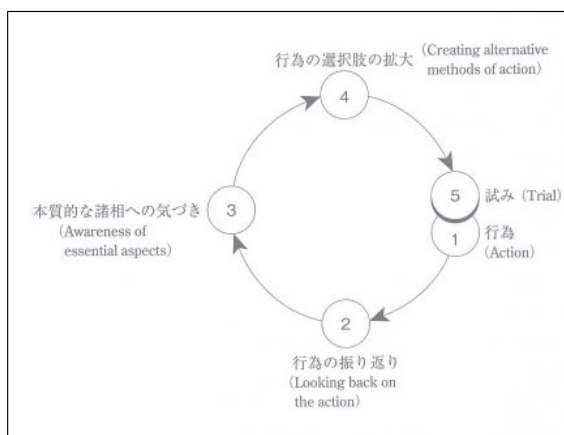 行為の選択肢の拡大 (Creating alternative
methods of action)
4
5 試み (Trial)
1 行為
(Action)
本質的な諸相への気づき 3
(Awareness of
essential aspects)
2
行為の振り返り
(Looking back on
the action)